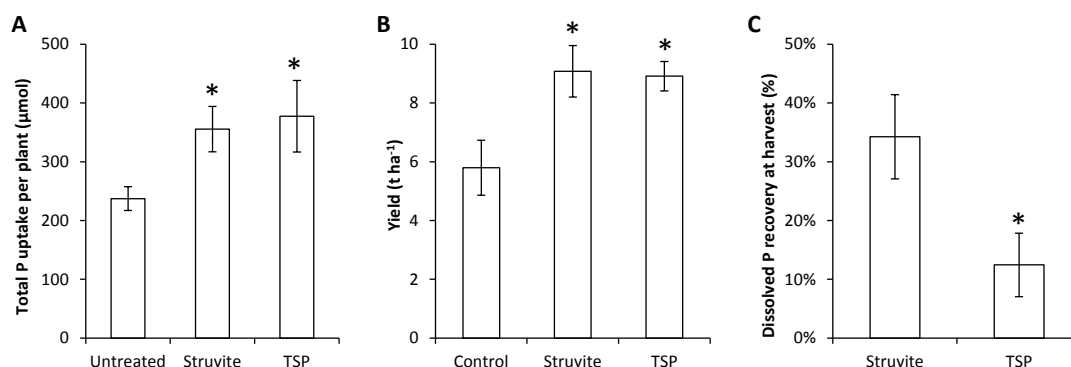 A
Total P uptake per plant (µmol)
500
400
300
200
100
0
*
*
Untreated
Struvite
TSP
B
Yield (t ha⁻¹)
10
8
6
4
2
0
*
*
Control
Struvite
TSP
C
Dissolved P recovery at harvest (%)
50%
40%
30%
20%
10%
0%
*
Struvite
TSP